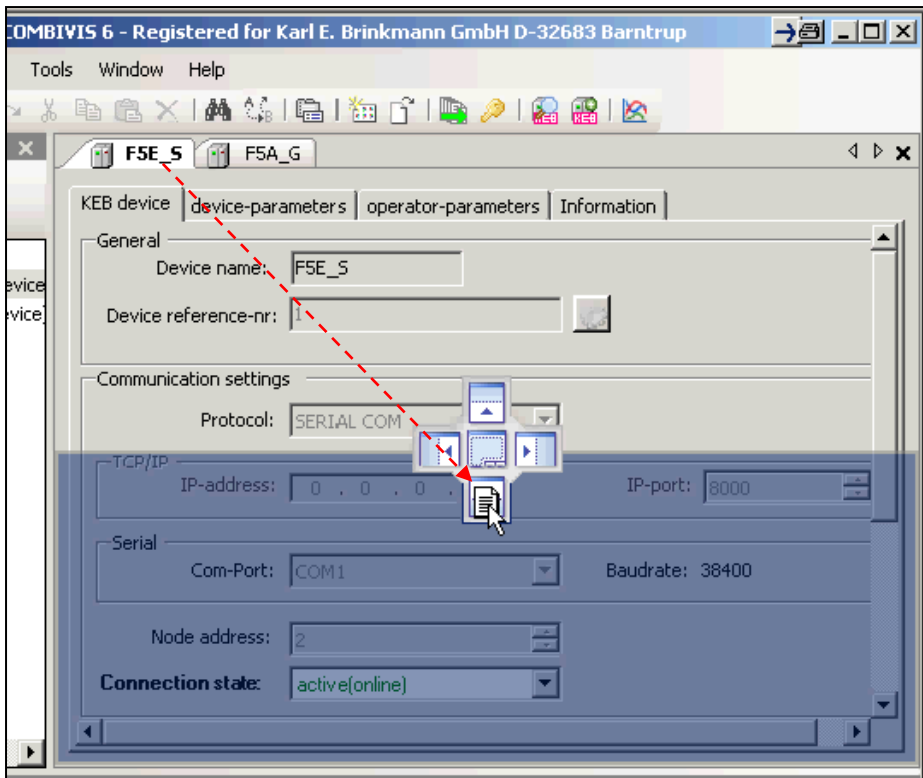 COMBIVIS 6 - Registered for Karl E. Brinkmann GmbH D-32683 Barntrup
Tools Window Help
F5E_S F5A_G
KEB device device-parameters operator-parameters Information
General
Device name: F5E_S
evice
Device reference-nr: 1
evice]
Communication settings
Protocol: SERIAL COM
TCP/IP
IP-address: 0 . 0 . 0 . IP-port: 8000
Serial
Com-Port: COM1 Baudrate: 38400
Node address: 2
Connection state: active(online)